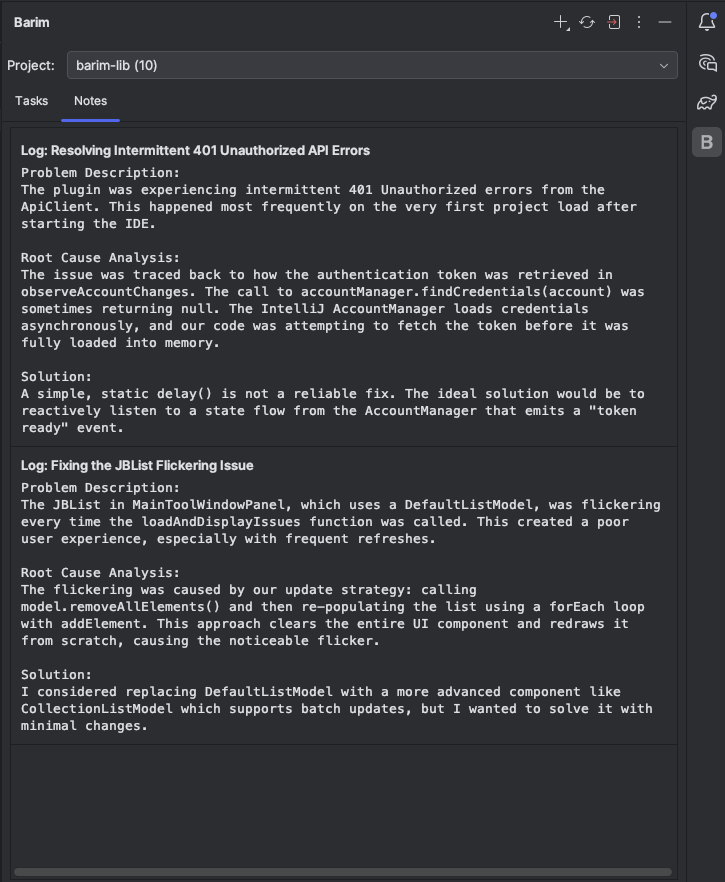 Barim
Project: barim-lib (10)
Tasks Notes
Log: Resolving Intermittent 401 Unauthorized API Errors
Problem Description:
The plugin was experiencing intermittent 401 Unauthorized errors from the
ApiClient. This happened most frequently on the very first project load after
starting the IDE.
Root Cause Analysis:
The issue was traced back to how the authentication token was retrieved in
observeAccountChanges. The call to accountManager.findCredentials(account) was
sometimes returning null. The IntelliJ AccountManager loads credentials
asynchronously, and our code was attempting to fetch the token before it was
fully loaded into memory.
Solution:
A simple, static delay() is not a reliable fix. The ideal solution would be to
reactively listen to a state flow from the AccountManager that emits a "token
ready" event.
Log: Fixing the JBList Flickering Issue
Problem Description:
The JBList in MainToolWindowPanel, which uses a DefaultListModel, was flickering
every time the loadAndDisplayIssues function was called. This created a poor
user experience, especially with frequent refreshes.
Root Cause Analysis:
The flickering was caused by our update strategy: calling
model.removeAllElements() and then re-populating the list using a forEach loop
with addElement. This approach clears the entire UI component and redraws it
from scratch, causing the noticeable flicker.
Solution:
I considered replacing DefaultListModel with a more advanced component like
CollectionListModel which supports batch updates, but I wanted to solve it with
minimal changes.
B